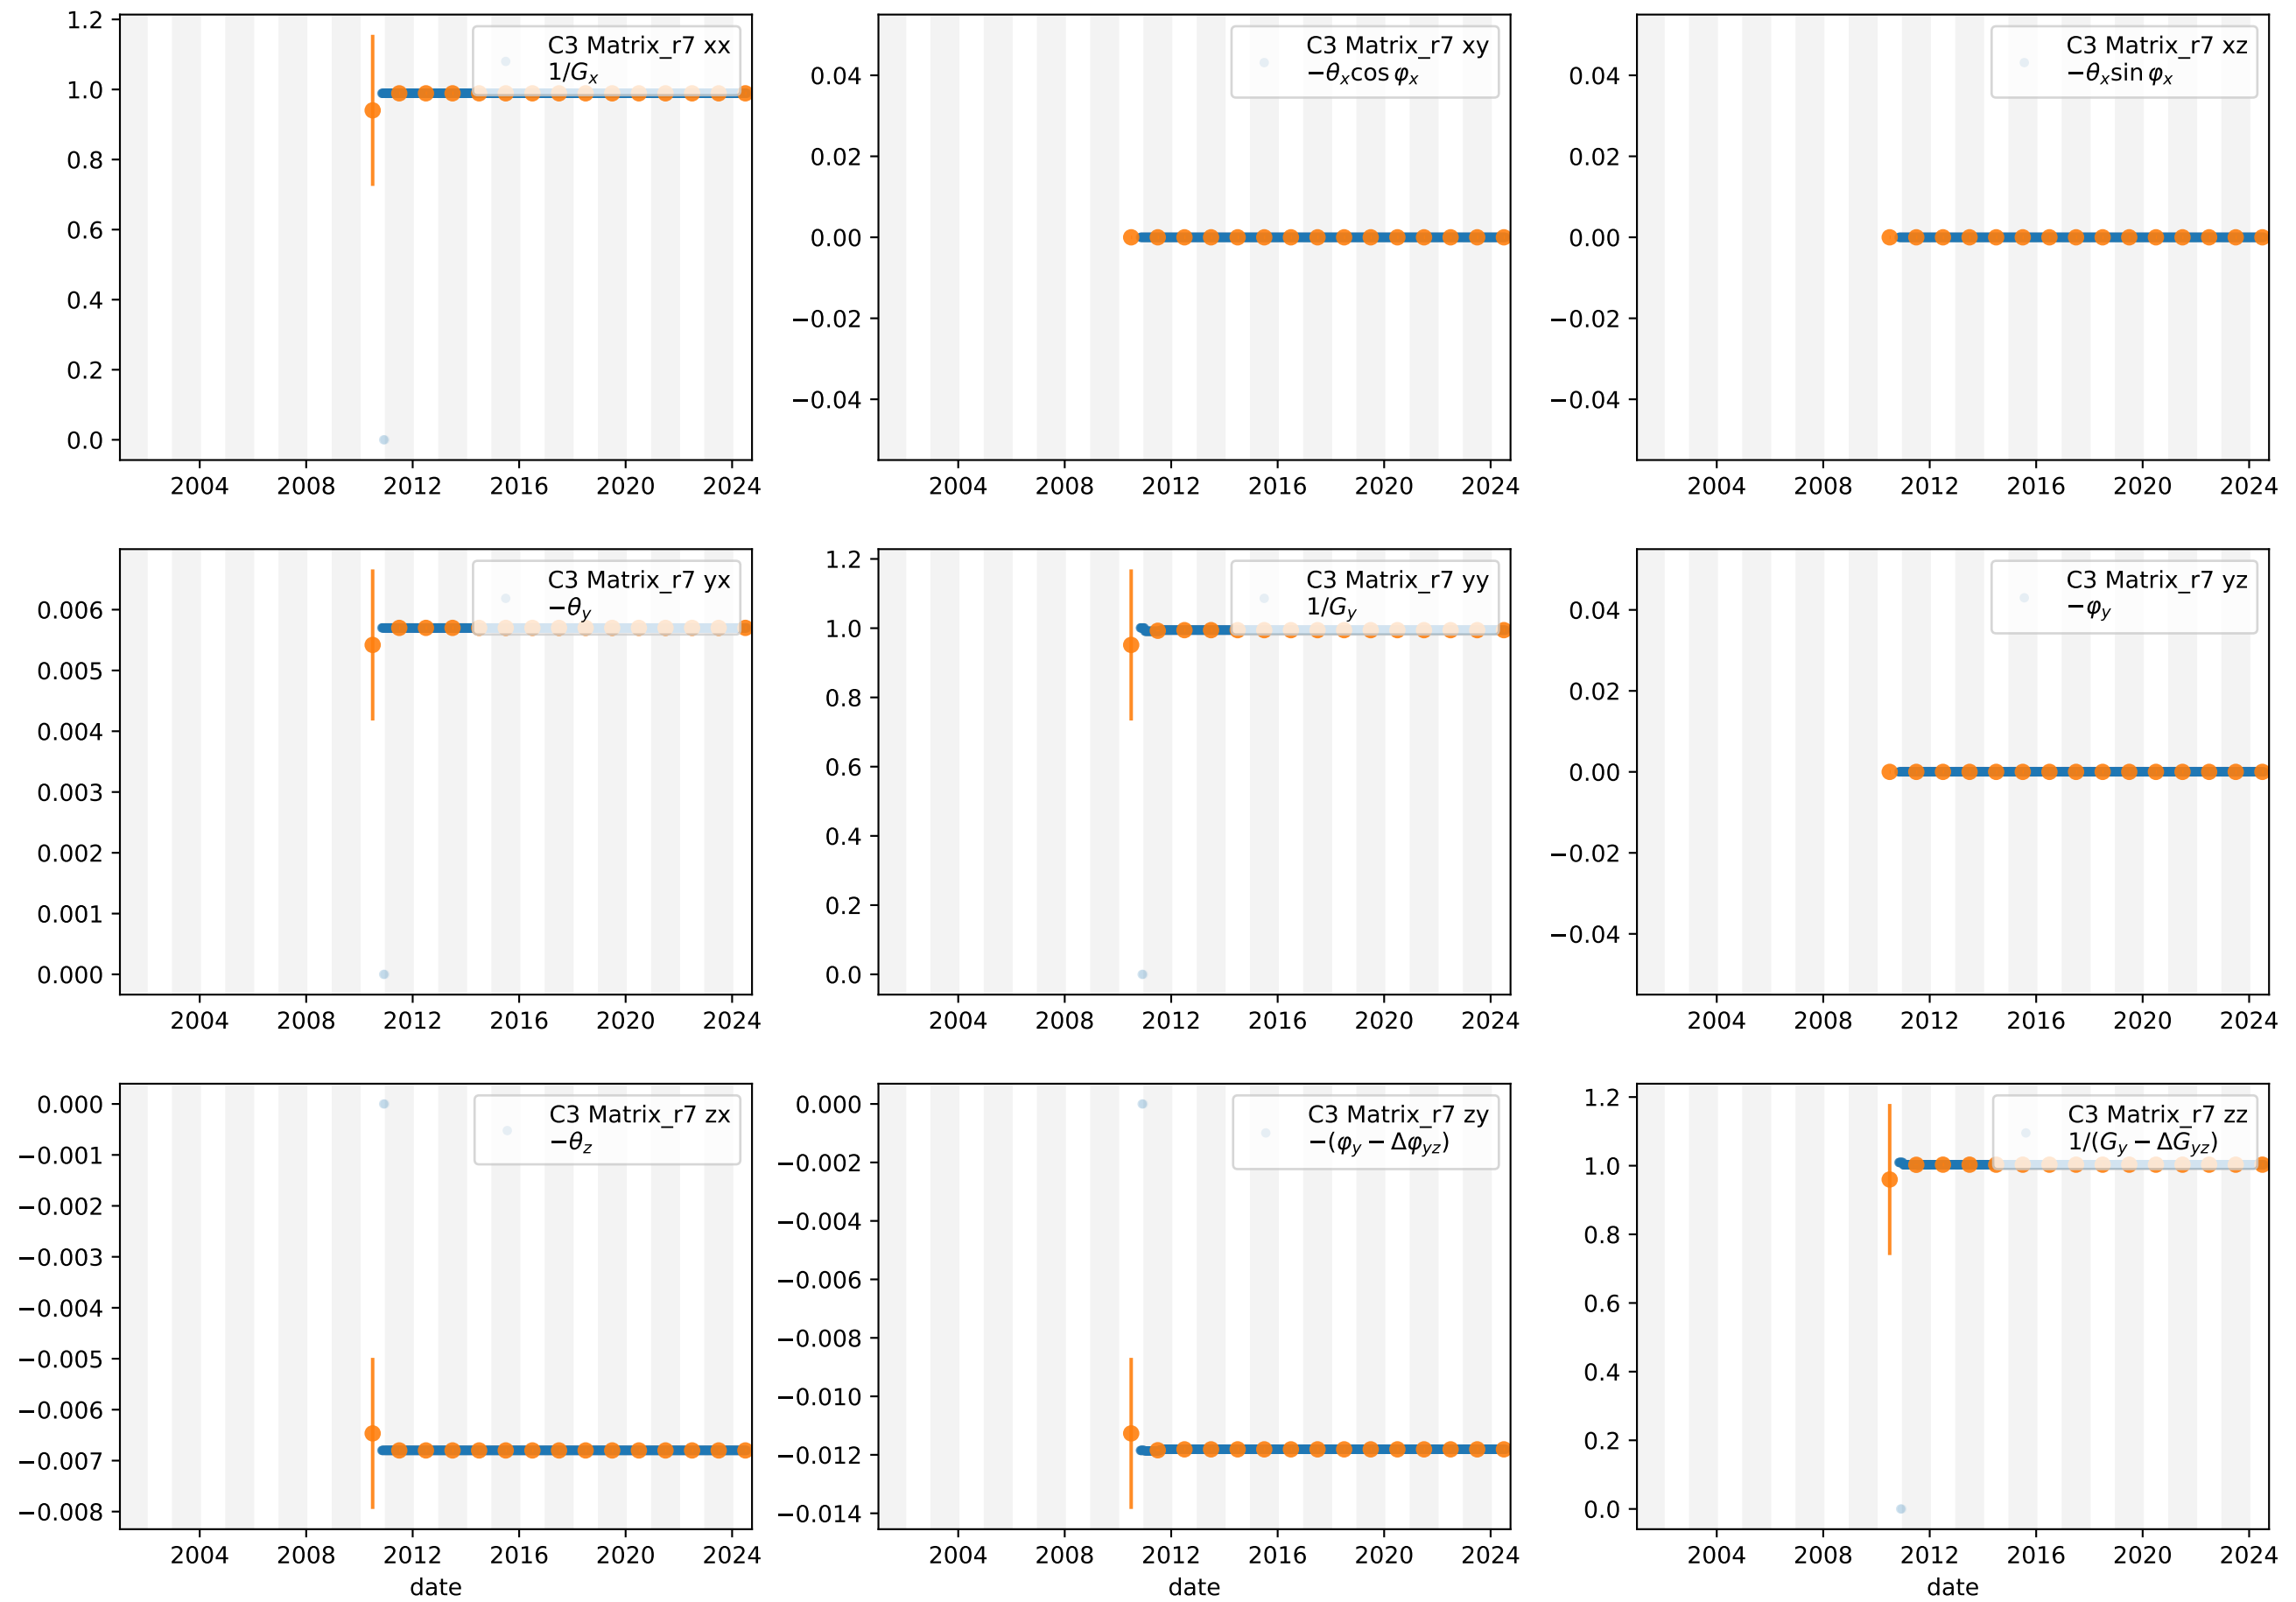 1.2
1.0
0.8
0.6
0.4
0.2
0.0
C3 Matrix_r7 xx
1/Gₓ
2004 2008 2012 2016 2020 2024
0.04
0.02
0.00
−0.02
−0.04
C3 Matrix_r7 xy
−θₓcos φₓ
2004 2008 2012 2016 2020 2024
0.04
0.02
0.00
−0.02
−0.04
C3 Matrix_r7 xz
−θₓsin φₓ
2004 2008 2012 2016 2020 2024
0.006
0.005
0.004
0.003
0.002
0.001
0.000
C3 Matrix_r7 yx
−θ_y
2004 2008 2012 2016 2020 2024
1.2
1.0
0.8
0.6
0.4
0.2
0.0
C3 Matrix_r7 yy
1/G_y
2004 2008 2012 2016 2020 2024
0.04
0.02
0.00
−0.02
−0.04
C3 Matrix_r7 yz
−φ_y
2004 2008 2012 2016 2020 2024
0.000
−0.001
−0.002
−0.003
−0.004
−0.005
−0.006
−0.007
−0.008
C3 Matrix_r7 zx
−θ_z
2004 2008 2012 2016 2020 2024
date
0.000
−0.002
−0.004
−0.006
−0.008
−0.010
−0.012
−0.014
C3 Matrix_r7 zy
−(φ_y − Δφ_yz)
2004 2008 2012 2016 2020 2024
date
1.2
1.0
0.8
0.6
0.4
0.2
0.0
C3 Matrix_r7 zz
1/(G_y − ΔG_yz)
2004 2008 2012 2016 2020 2024
date